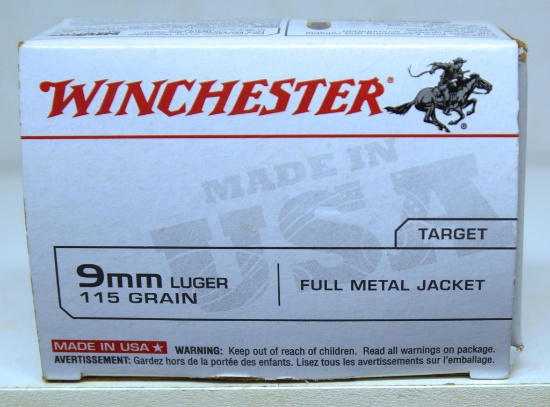 WINCHESTER®
MADE IN
USA
TARGET
9mm LUGER
115 GRAIN
FULL METAL JACKET
MADE IN USA★ WARNING: Keep out of reach of children. Read all warnings on package.
AVERTISSEMENT: Gardez hors de la portée des enfants. Lisez tous les avertissements sur l'emballage.